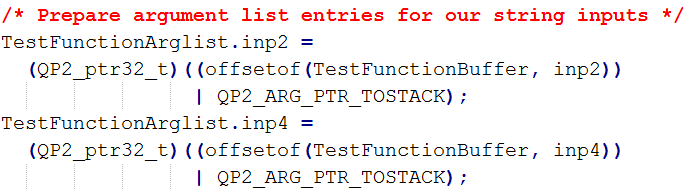 /* Prepare argument list entries for our string inputs */
TestFunctionArglist.inp2 =
  (QP2_ptr32_t)((offsetof(TestFunctionBuffer, inp2))
                | QP2_ARG_PTR_TOSTACK);
TestFunctionArglist.inp4 =
  (QP2_ptr32_t)((offsetof(TestFunctionBuffer, inp4))
                | QP2_ARG_PTR_TOSTACK);